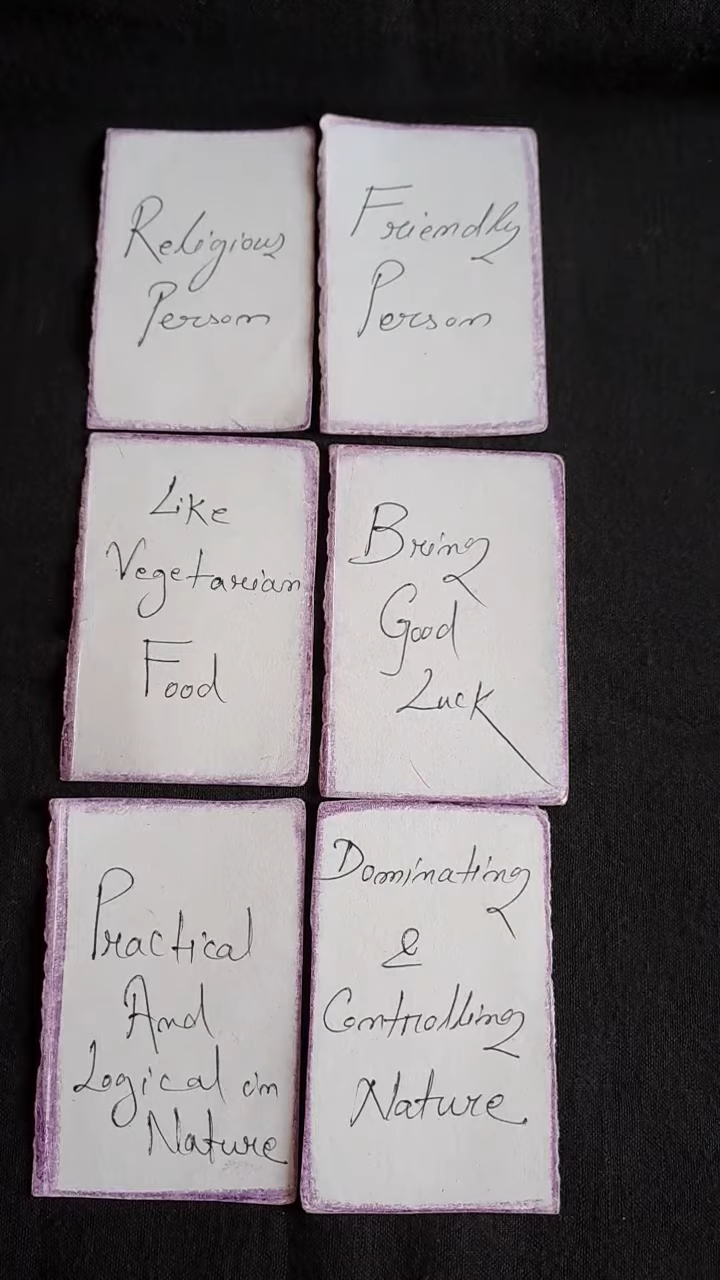 Religious
Person
Friendly
Person
Like
Vegetarian
Food
Bring
Good
Luck
Practical
And
Logical in
Nature
Dominating
&
Controlling
Nature